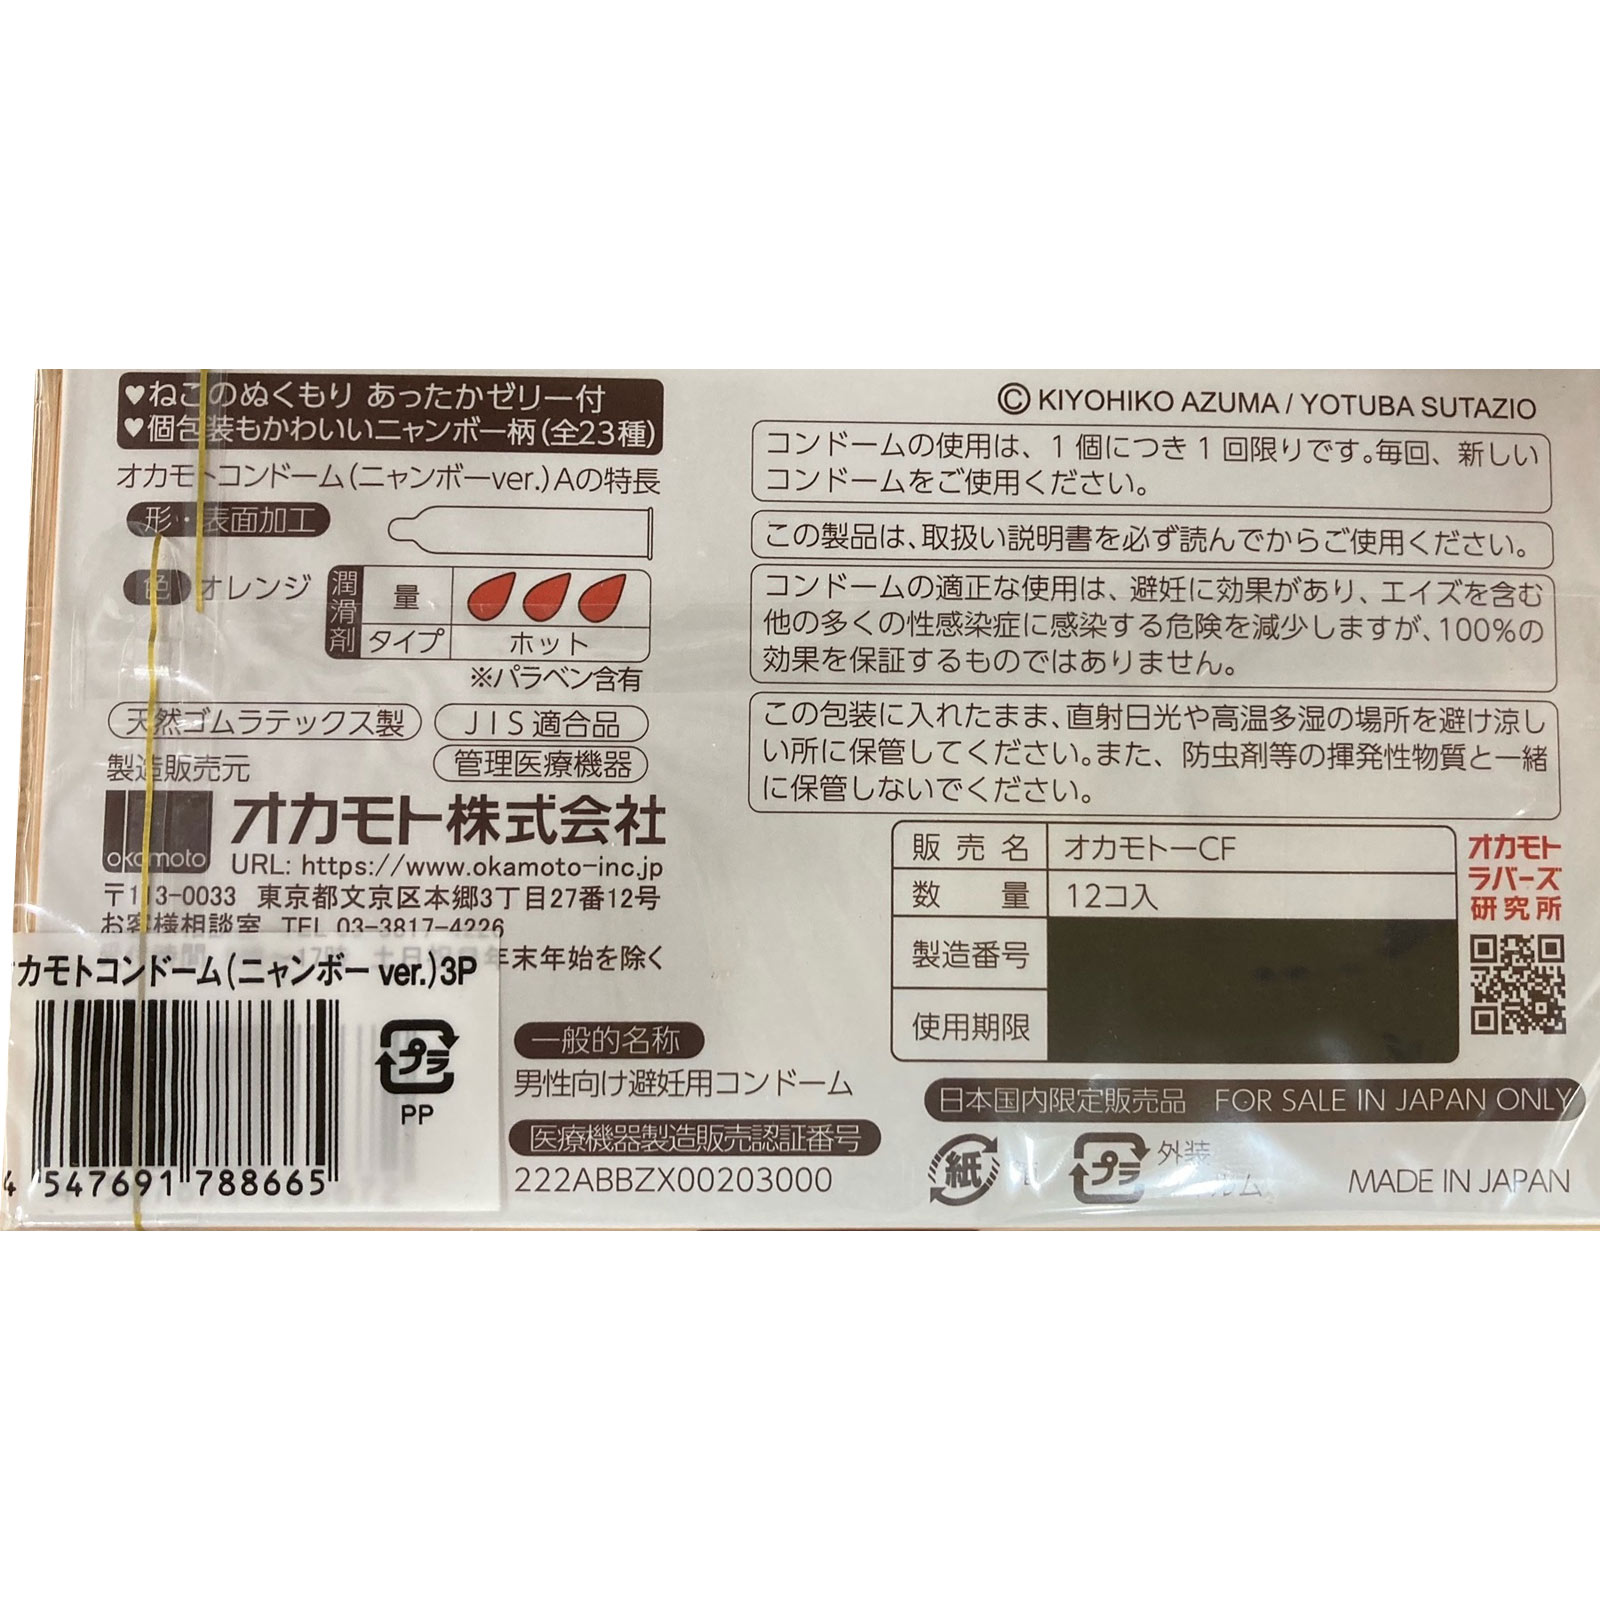 ♥ねこのぬくもり あったかゼリー付
♥個包装もかわいいニャンボー柄(全23種)
オカモトコンドーム(ニャンボーver.)Aの特長
形・表面加工
色 オレンジ
潤滑剤
量
タイプ ホット
※パラベン含有
天然ゴムラテックス製 JIS適合品
製造販売元 管理医療機器
okamoto
オカモト株式会社
URL: https://www.okamoto-inc.jp
〒113-0033 東京都文京区本郷3丁目27番12号
お客様相談室 TEL 03-3817-4226
年末年始を除く
カモトコンドーム(ニャンボー ver.)3P
プラ
PP
4 547691 788665
一般的名称
男性向け避妊用コンドーム
医療機器製造販売認証番号
222ABBZX00203000
© KIYOHIKO AZUMA / YOTUBA SUTAZIO
コンドームの使用は、1個につき1回限りです。毎回、新しい
コンドームをご使用ください。
この製品は、取扱い説明書を必ず読んでからご使用ください。
コンドームの適正な使用は、避妊に効果があり、エイズを含む
他の多くの性感染症に感染する危険を減少しますが、100%の
効果を保証するものではありません。
この包装に入れたまま、直射日光や高温多湿の場所を避け涼し
い所に保管してください。また、防虫剤等の揮発性物質と一緒
に保管しないでください。
販売名 オカモトーCF
数量 12コ入
製造番号
使用期限
オカモト
ラバーズ
研究所
日本国内限定販売品 FOR SALE IN JAPAN ONLY
紙
プラ
外装
MADE IN JAPAN